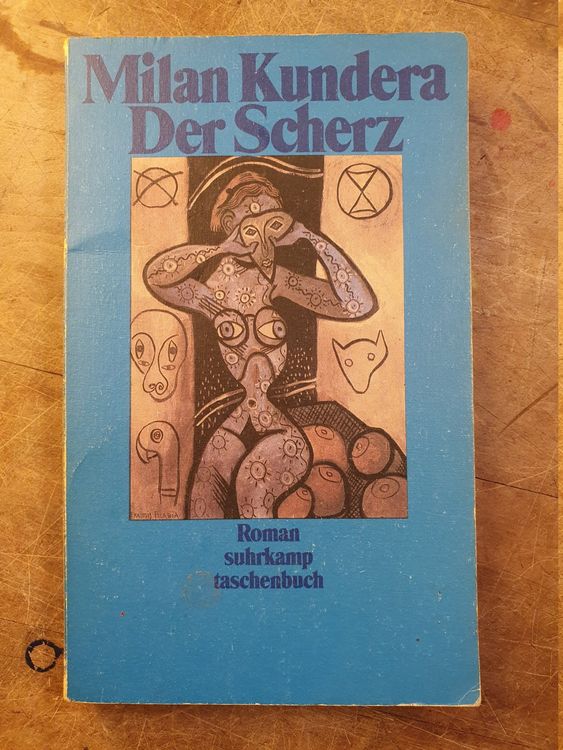 Milan Kundera
Der Scherz
Roman
suhrkamp
taschenbuch